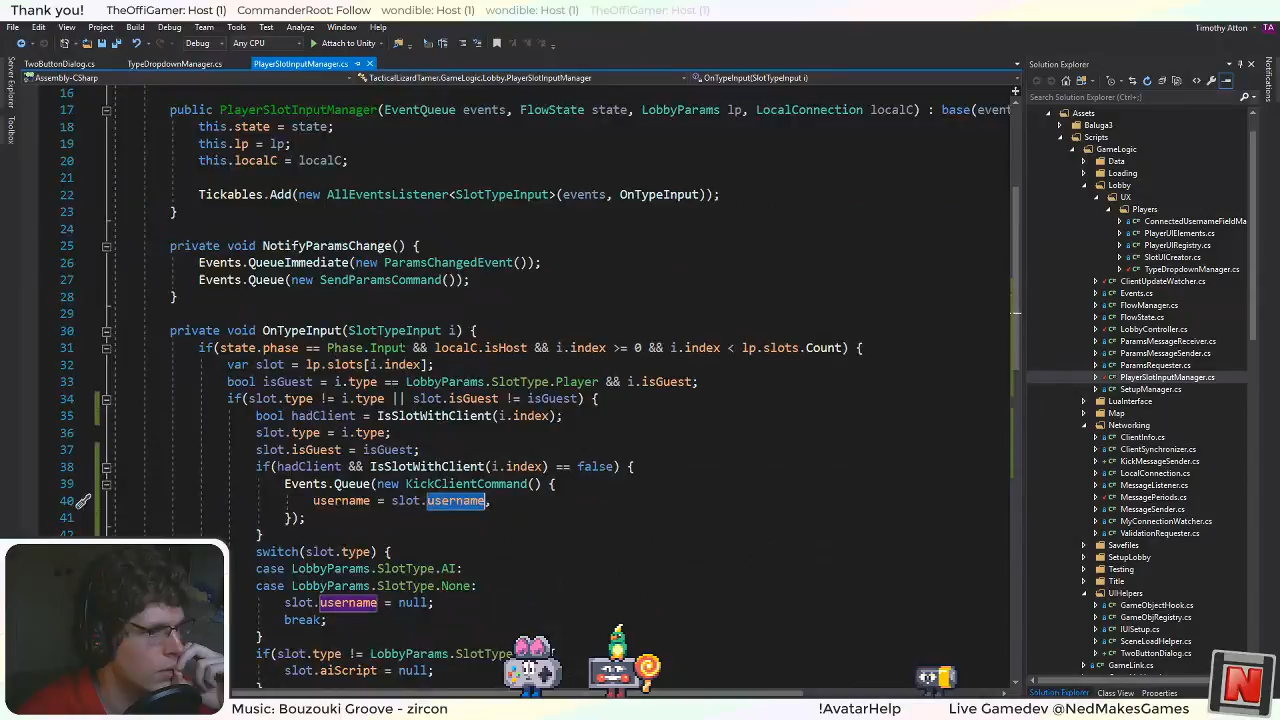 Thank you!
TheOffiGamer: Host (1)
CommanderRoot: Follow
wondible: Host (1)
wondible: Host (1)
TheOffiGamer: Host (1)
File Edit View Project Build Debug Team Tools Test Analyze Window Help
Timothy Atton TA
Debug Any CPU Attach to Unity
TwoButtonDialog.cs TypeDropdownManager.cs PlayerSlotInputManager.cs
Assembly-CSharp TacticalLizardTamer.GameLogic.Lobby.PlayerSlotInputManager OnTypeInput(SlotTypeInput i)
Server Explorer
Toolbox
16
17 public PlayerSlotInputManager(EventQueue events, FlowState state, LobbyParams lp, LocalConnection localC) : base(event
18 this.state = state;
19 this.lp = lp;
20 this.localC = localC;
21
22 Tickables.Add(new AllEventsListener<SlotTypeInput>(events, OnTypeInput));
23 }
24
25 private void NotifyParamsChange() {
26 Events.QueueImmediate(new ParamsChangedEvent());
27 Events.Queue(new SendParamsCommand());
28 }
29
30 private void OnTypeInput(SlotTypeInput i) {
31 if(state.phase == Phase.Input && localC.isHost && i.index >= 0 && i.index < lp.slots.Count) {
32 var slot = lp.slots[i.index];
33 bool isGuest = i.type == LobbyParams.SlotType.Player && i.isGuest;
34 if(slot.type != i.type || slot.isGuest != isGuest) {
35 bool hadClient = IsSlotWithClient(i.index);
36 slot.type = i.type;
37 slot.isGuest = isGuest;
38 if(hadClient && IsSlotWithClient(i.index) == false) {
39 Events.Queue(new KickClientCommand() {
40 username = slot.username,
41 });
42 }
switch(slot.type) {
case LobbyParams.SlotType.AI:
case LobbyParams.SlotType.None:
slot.username = null;
break;
}
if(slot.type != LobbyParams.SlotType
slot.aiScript = null;
Solution Explorer
Search Solution Explorer (Ctrl+;)
Assets
Baluga3
Scripts
GameLogic
Data
Loading
Lobby
UX
Players
ConnectedUsernameFieldMa
PlayerUIElements.cs
PlayerUIRegistry.cs
SlotUICreator.cs
TypeDropdownManager.cs
ClientUpdateWatcher.cs
Events.cs
FlowManager.cs
FlowState.cs
LobbyController.cs
ParamsMessageReceiver.cs
ParamsMessageSender.cs
ParamsRequester.cs
PlayerSlotInputManager.cs
SetupManager.cs
LuaInterface
Map
Networking
ClientInfo.cs
ClientSynchronizer.cs
KickMessageSender.cs
LocalConnection.cs
MessageListener.cs
MessagePeriods.cs
MessageSender.cs
MyConnectionWatcher.cs
ValidationRequester.cs
Savefiles
SetupLobby
Testing
Title
UIHelpers
GameObjectHook.cs
GameObjRegistry.cs
IUISetup.cs
SceneLoadHelper.cs
TwoButtonDialog.cs
GameLink.cs
Solution Explorer Class View Properties
Notifications
Music: Bouzouki Groove - zircon
!AvatarHelp
Live Gamedev @NedMakesGames
N